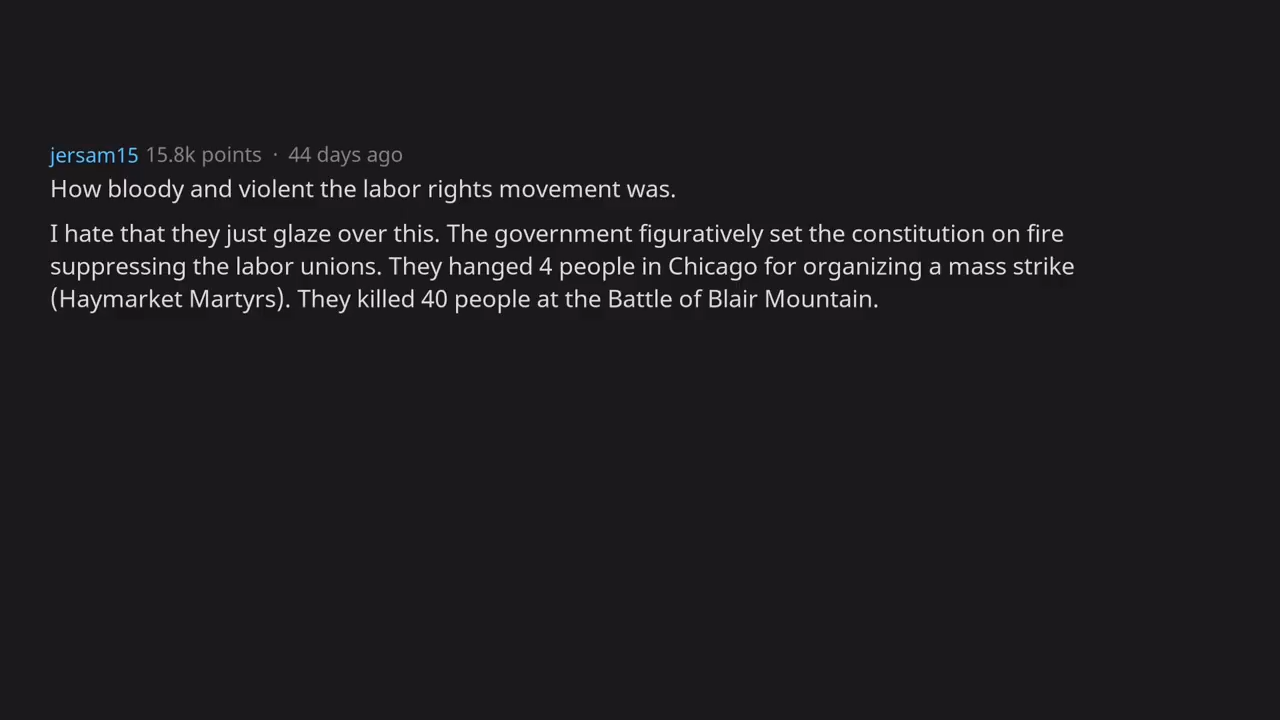 jersam15 15.8k points · 44 days ago
How bloody and violent the labor rights movement was.
I hate that they just glaze over this. The government figuratively set the constitution on fire
suppressing the labor unions. They hanged 4 people in Chicago for organizing a mass strike
(Haymarket Martyrs). They killed 40 people at the Battle of Blair Mountain.